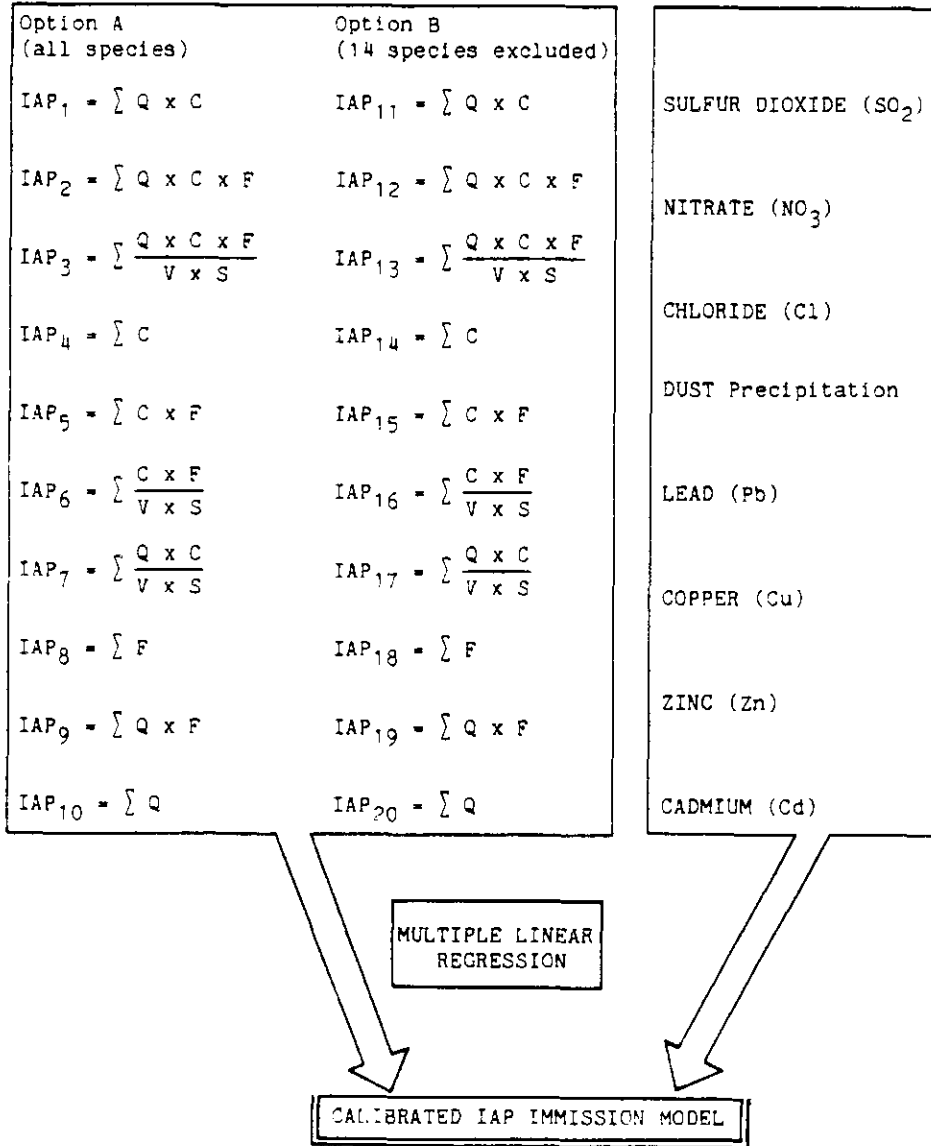 Option A
(all species)
IAP₁ = ∑ Q x C
IAP₂ = ∑ Q x C x F
IAP₃ = ∑ Q x C x F / V x S
IAP₄ = ∑ C
IAP₅ = ∑ C x F
IAP₆ = ∑ C x F / V x S
IAP₇ = ∑ Q x C / V x S
IAP₈ = ∑ F
IAP₉ = ∑ Q x F
IAP₁₀ = ∑ Q
Option B
(14 species excluded)
IAP₁₁ = ∑ Q x C
IAP₁₂ = ∑ Q x C x F
IAP₁₃ = ∑ Q x C x F / V x S
IAP₁₄ = ∑ C
IAP₁₅ = ∑ C x F
IAP₁₆ = ∑ C x F / V x S
IAP₁₇ = ∑ Q x C / V x S
IAP₁₈ = ∑ F
IAP₁₉ = ∑ Q x F
IAP₂₀ = ∑ Q
SULFUR DIOXIDE (SO₂)
NITRATE (NO₃)
CHLORIDE (Cl)
DUST Precipitation
LEAD (Pb)
COPPER (Cu)
ZINC (Zn)
CADMIUM (Cd)
MULTIPLE LINEAR
REGRESSION
CALIBRATED IAP IMMISSION MODEL